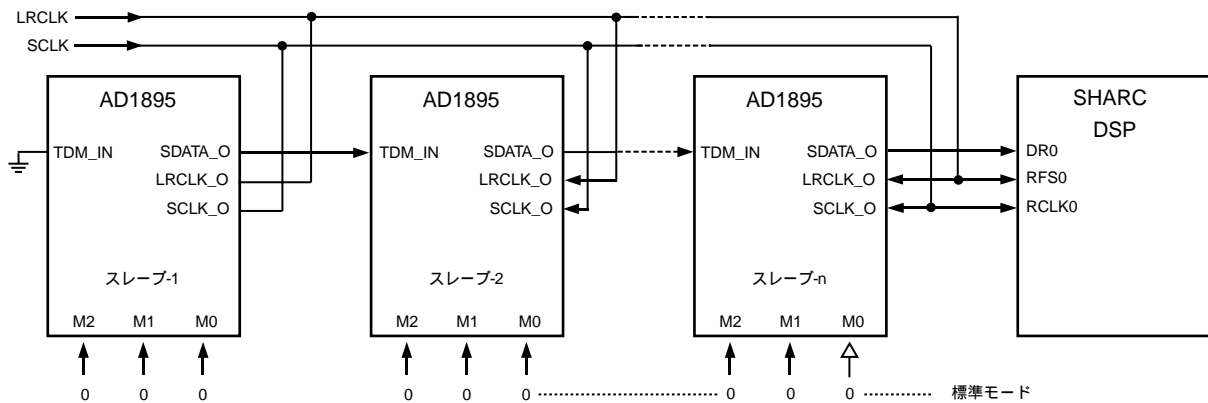 LRCLK
SCLK
AD1895
AD1895
AD1895
SHARC
DSP
TDM_IN
SDATA_O
LRCLK_O
SCLK_O
TDM_IN
SDATA_O
LRCLK_O
SCLK_O
TDM_IN
SDATA_O
LRCLK_O
SCLK_O
DR0
RFS0
RCLK0
スレーブ-1
スレーブ-2
スレーブ-n
M2 M1 M0
M2 M1 M0
M2 M1 M0
0 0 0
0 0 0
0 0 0
標準モード